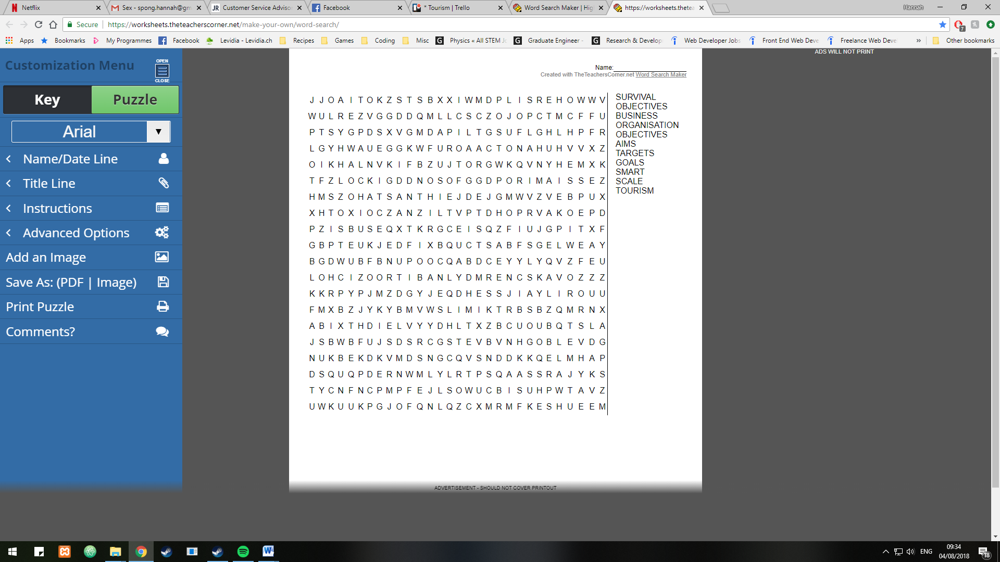 Netflix
Sex - spong.hannah@gm
Customer Service Advisor
Facebook
* Tourism | Trello
Word Search Maker | Hig
https://worksheets.thetea
Hannah
Secure
https://worksheets.theteacherscorner.net/make-your-own/word-search/
7
Apps
Bookmarks
My Programmes
Facebook
Levidia - Levidia.ch
Recipes
Games
Coding
Misc
Physics « All STEM Jo
Graduate Engineer -
Research & Develop
Web Developer Jobs
Front End Web Deve
Freelance Web Deve
»
Other bookmarks
Customization Menu
OPEN
CLOSE
Key
Puzzle
Arial
Name/Date Line
Title Line
Instructions
Advanced Options
Add an Image
Save As: (PDF | Image)
Print Puzzle
Comments?
ADS WILL NOT PRINT
Name:
Created with TheTeachersCorner.net Word Search Maker
J J O A I T O K Z S T S B X X I W M D P L I S R E H O W W V
W U L R E Z V G G D D Q M L L C S C Z O J O P C T M C F F U
P T S Y G P D S X V G M D A P I L T G S U F L G H L H P F R
L G Y H W A U E G G K W F U R O A A C T O N A H U H V V X Z
O I K H A L N V K I F B Z U J T O R G W K Q V N Y H E M X K
T F Z L O C K I G D D N O S O F G G D P O R I M A I S S E Z
H M S Z O H A T S A N T H I E J D E J G M W V Z V E B P U X
X H T O X I O C Z A N Z I L T V P T D H O P R V A K O E P D
P Z I S B U S E Q X T K R G C E I S Q Z F I U J G P I T X F
G B P T E U K J E D F I X B Q U C T S A B F S G E L W E A Y
B G D W U B F B N U P O O C Q A B D C E Y Y L Y Q V Z F E U
L O H C I Z O O R T I B A N L Y D M R E N C S K A V O Z Z Z
K K R P Y P J M Z D G Y J E Q D H E S S J I A Y L I R O U U
F M X B Z J Y K Y B M V W S L I M I K T R B S B Z Q M R N X
A B I X T H D I E L V Y Y D H L T X Z B C U O U B Q T S L A
J S B W B F U J S D S R C G S T E V B V N H G O B L E V D G
N U K B E K D K V M D S N G C Q V S N D D K K Q E L M H A P
D S Q U Q P D E R N W M L Y L R T P S Q A A S S R A J Y K S
T Y C N F N C P M P F E J L S O W U C B I S U H P W T A V Z
U W K U U K P G J O F Q N L Q Z C X M R M F K E S H U E E M
SURVIVAL
OBJECTIVES
BUSINESS
ORGANISATION
OBJECTIVES
AIMS
TARGETS
GOALS
SMART
SCALE
TOURISM
ADVERTISEMENT - SHOULD NOT COVER PRINTOUT
ENG
09:34
04/08/2018
18